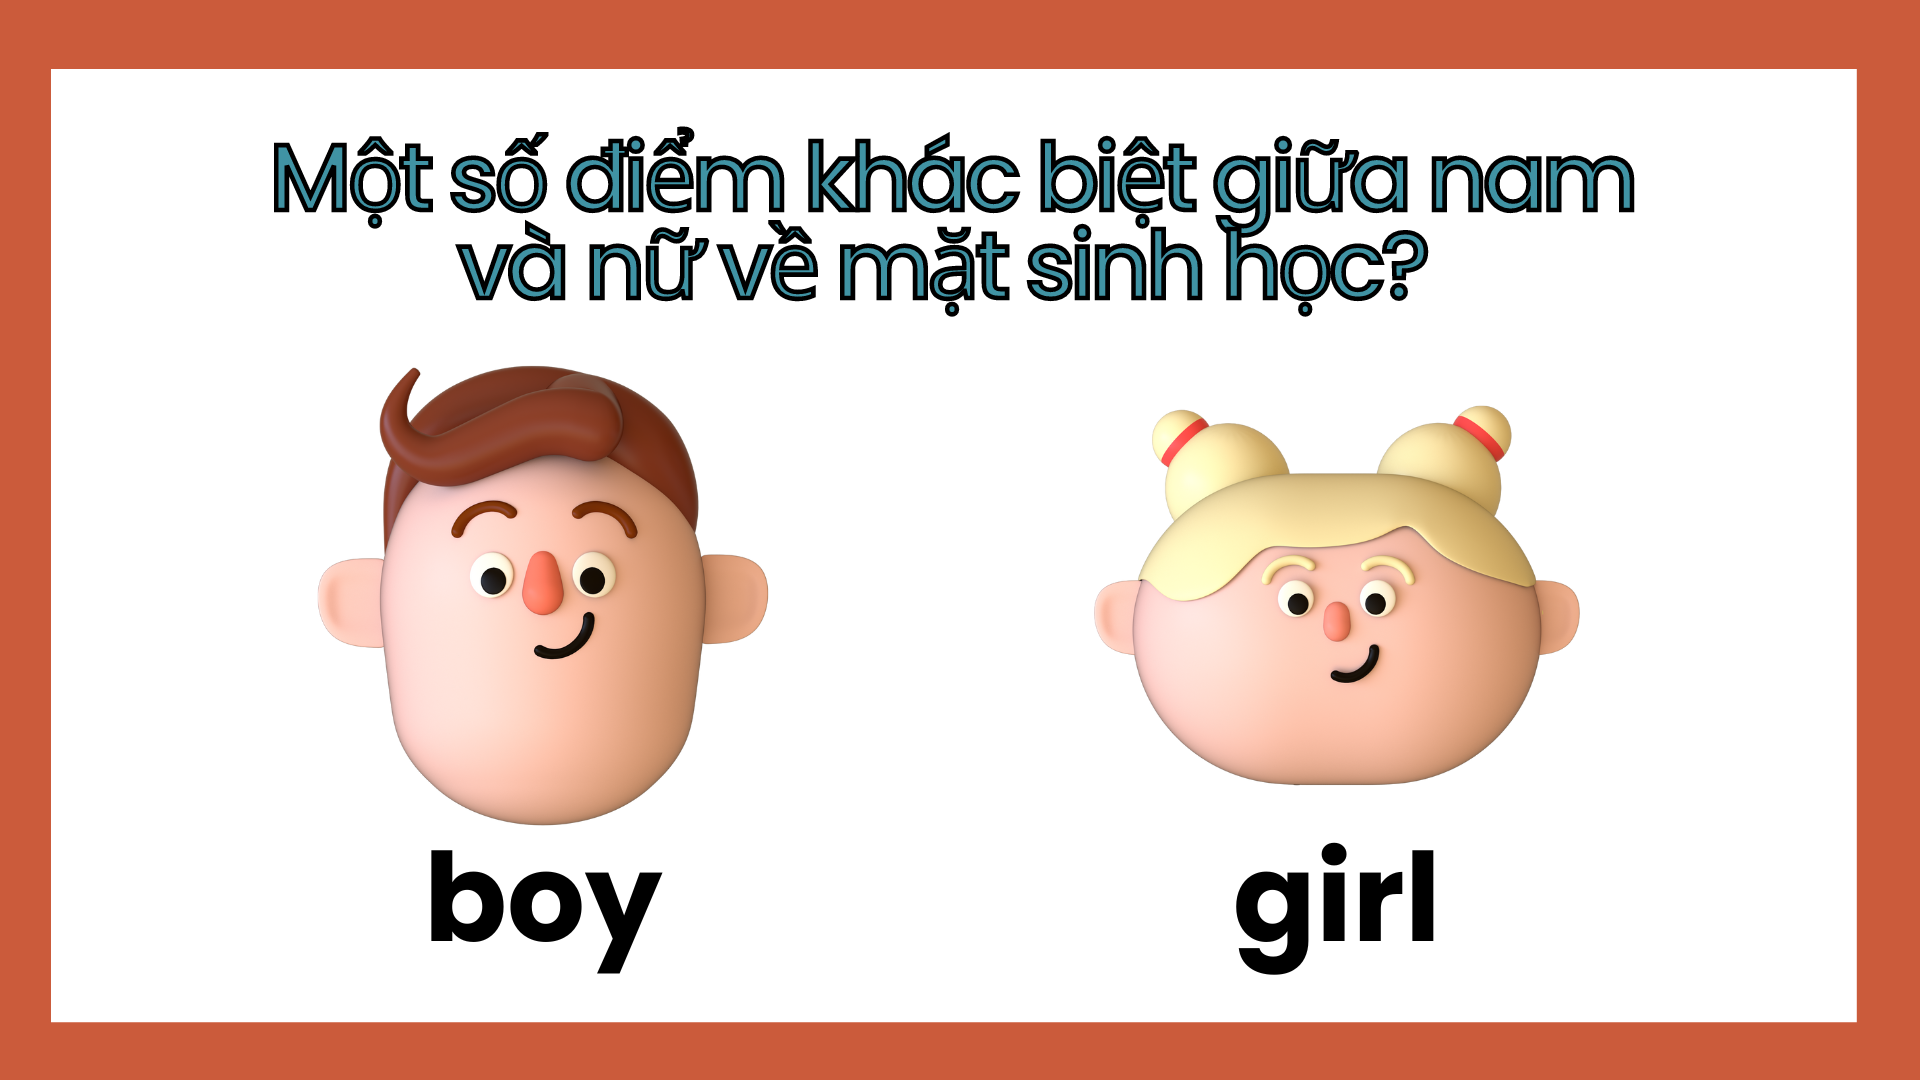 Một số điểm khác biệt giữa nam
và nữ về mặt sinh học?
boy
girl